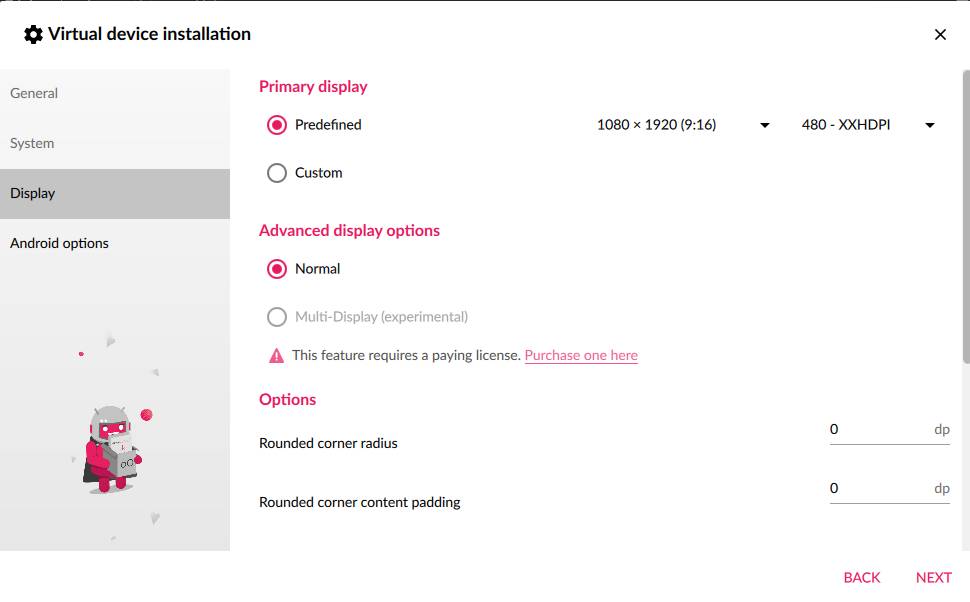 Virtual device installation
General
System
Display
Android options
Primary display
Predefined
1080 × 1920 (9:16)
480 - XXHDPI
Custom
Advanced display options
Normal
Multi-Display (experimental)
This feature requires a paying license. Purchase one here
Options
Rounded corner radius
0 dp
Rounded corner content padding
0 dp
BACK
NEXT